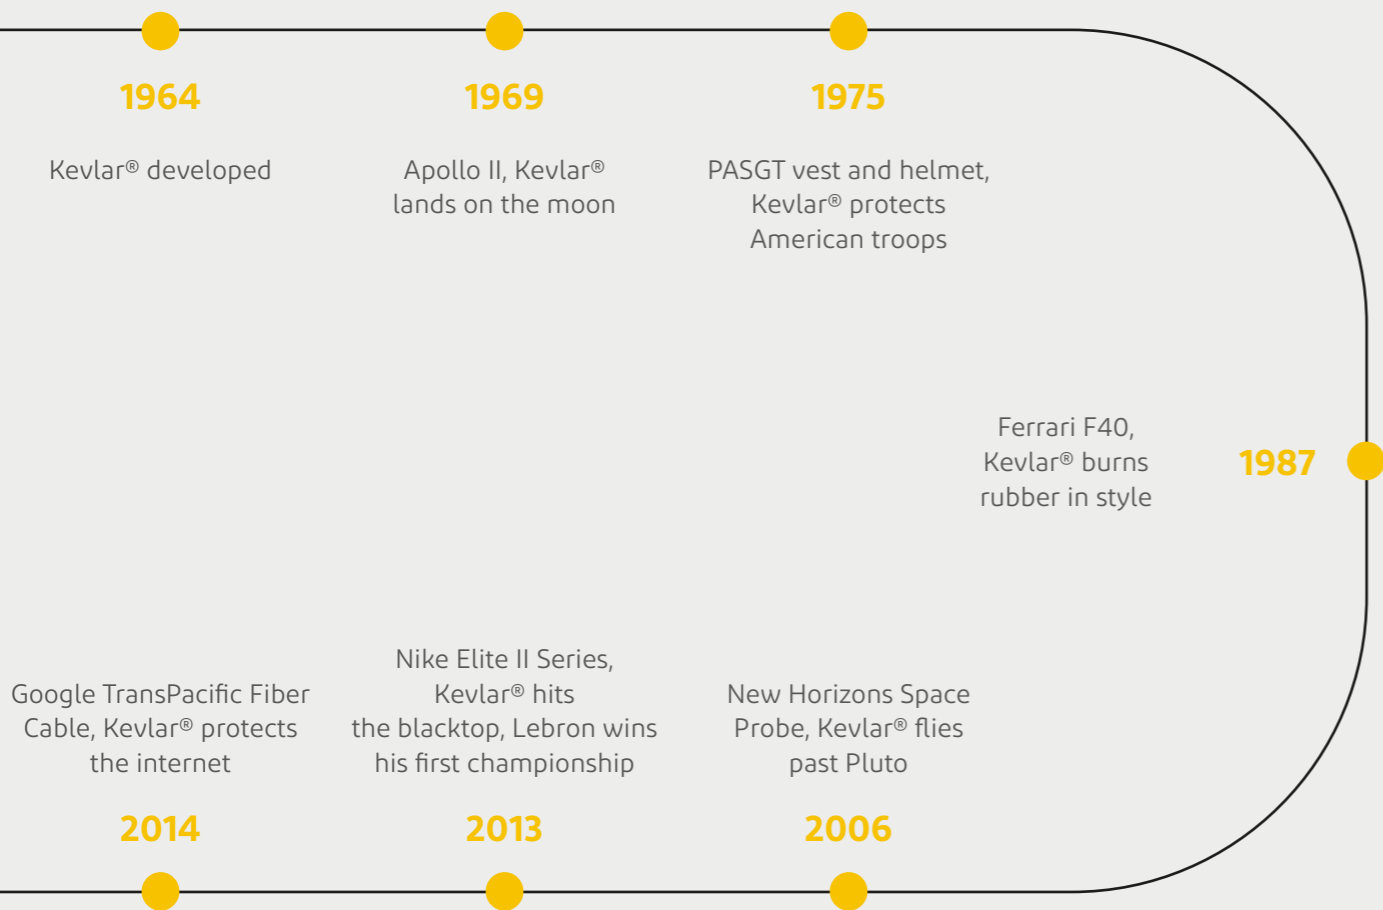 1964
Kevlar® developed
1969
Apollo II, Kevlar®
lands on the moon
1975
PASGT vest and helmet,
Kevlar® protects
American troops
Ferrari F40,
Kevlar® burns
rubber in style
1987
New Horizons Space
Probe, Kevlar® flies
past Pluto
2006
Nike Elite II Series,
Kevlar® hits
the blacktop, Lebron wins
his first championship
2013
Google TransPacific Fiber
Cable, Kevlar® protects
the internet
2014